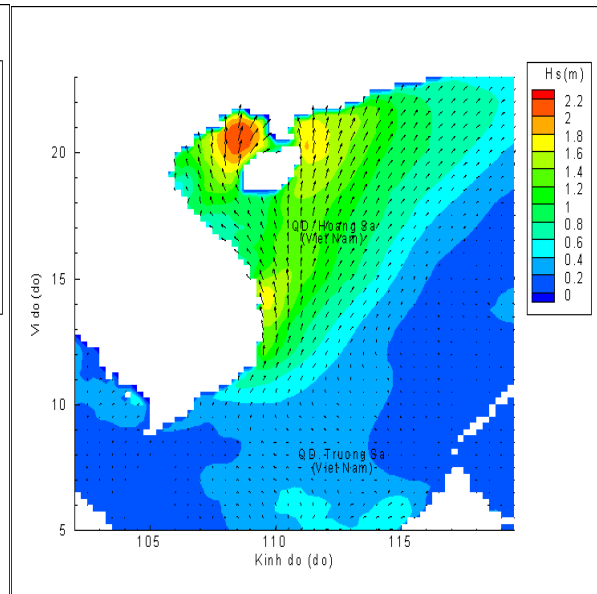 Hs(m)
2.2
2
1.8
1.6
1.4
1.2
1
0.8
0.6
0.4
0.2
0
20
15
10
5
Vi do (do)
QD. Hoang Sa
(Viet Nam)
QD. Truong Sa
(Viet Nam)
105
110
115
Kinh do (do)